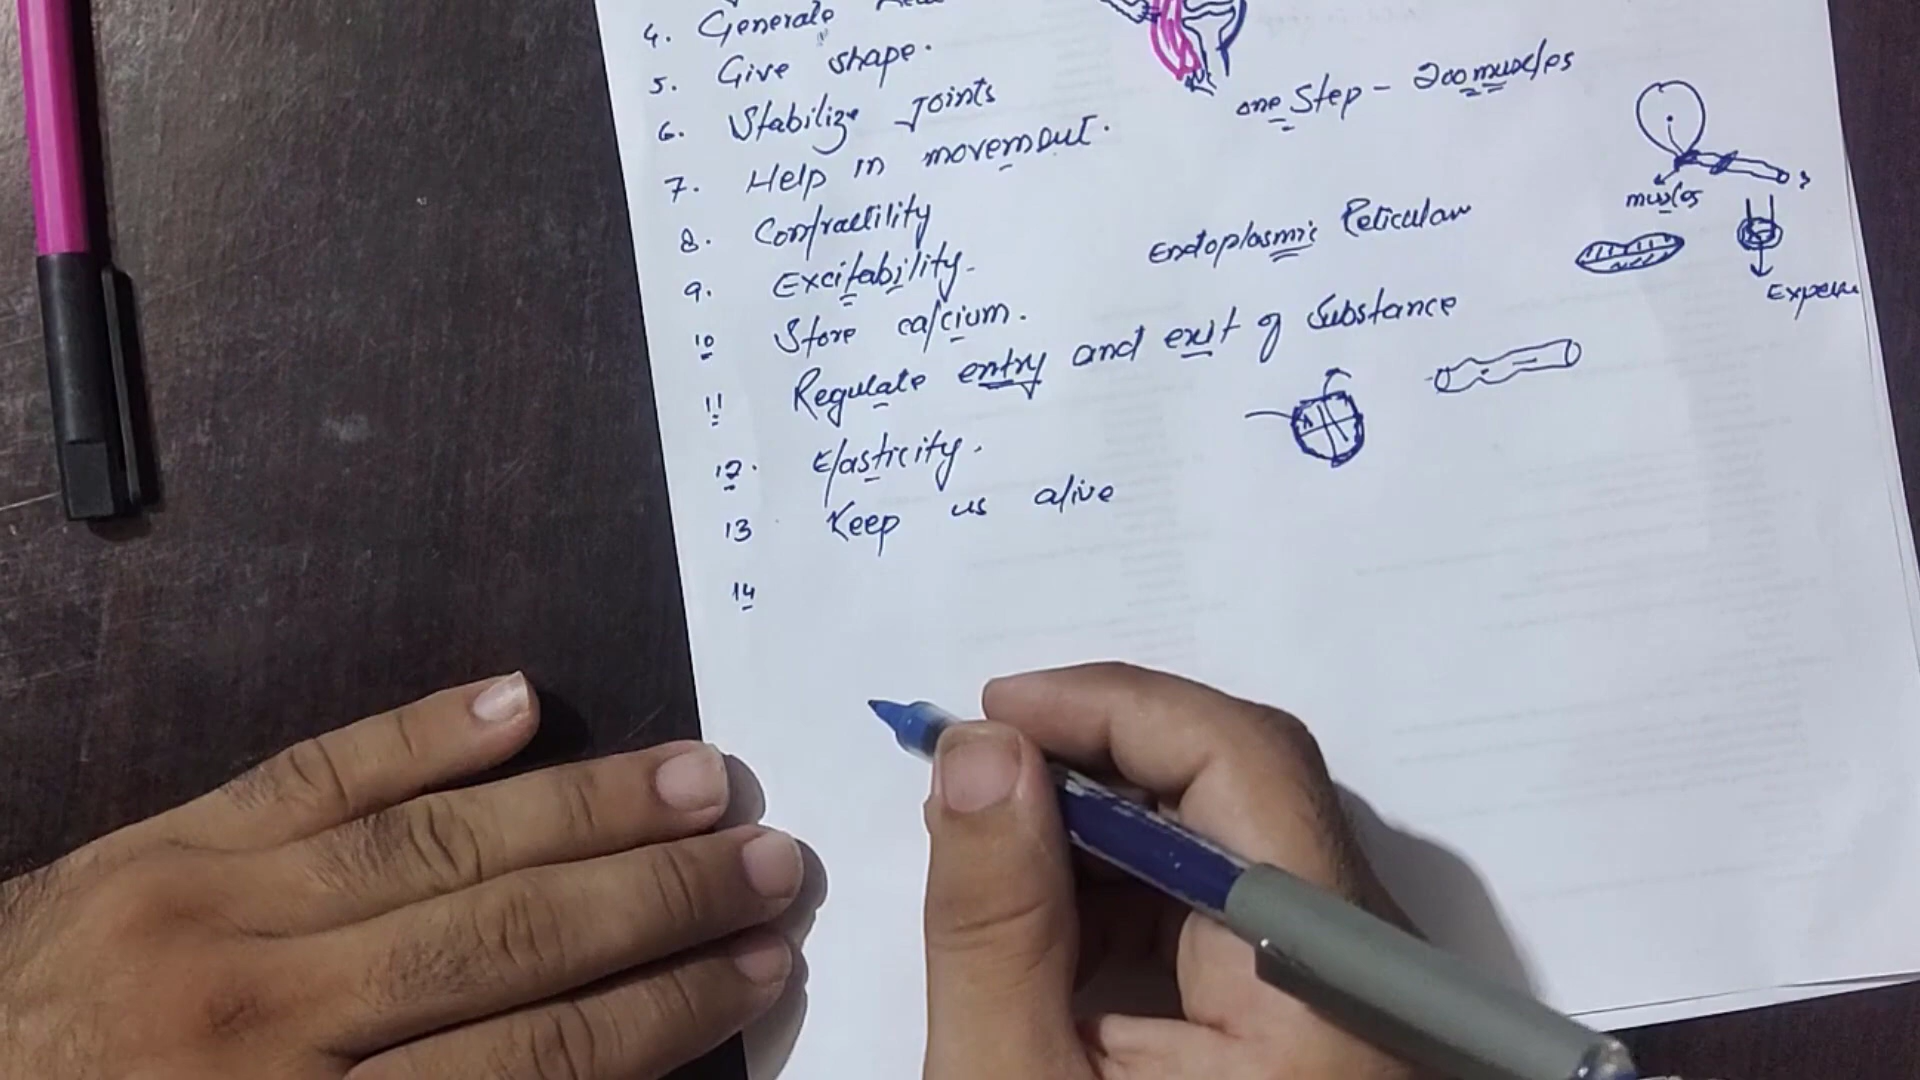 4. Generate
5. Give shape.
6. Stabilize Joints
one Step - 200 muscles
7. Help in movement.
muscles
8. Contractility
Endoplasmic Reticulam
9. Excitability-
10 Store calcium.
11 Regulate entry and exit of Substance
12. Elasticity.
13 Keep us alive
14